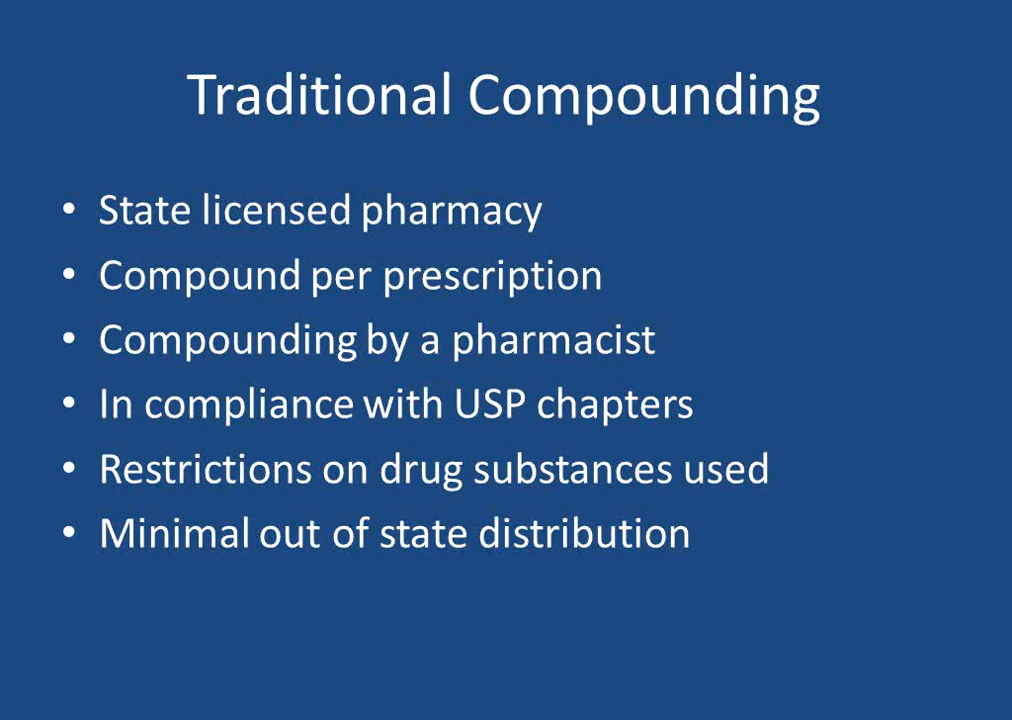 Traditional Compounding
• State licensed pharmacy
• Compound per prescription
• Compounding by a pharmacist
• In compliance with USP chapters
• Restrictions on drug substances used
• Minimal out of state distribution